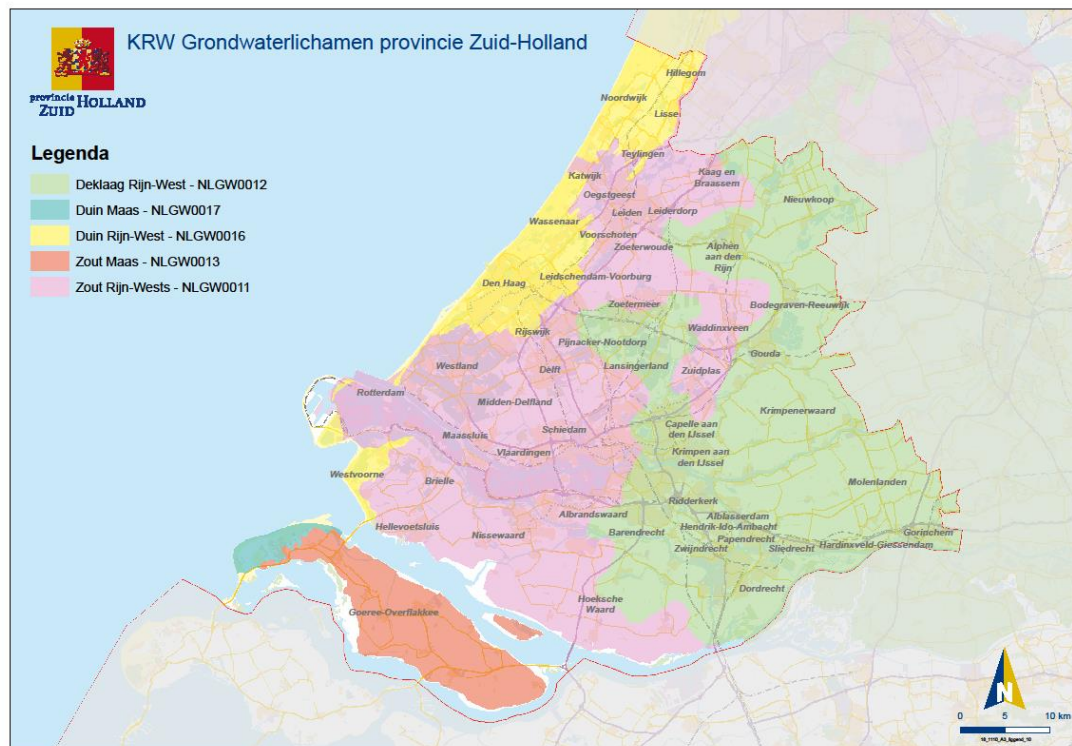 KRW Grondwaterlichamen provincie Zuid-Holland
provincie
ZUID HOLLAND
Legenda
Deklaag Rijn-West - NLGW0012
Duin Maas - NLGW0017
Duin Rijn-West - NLGW0016
Zout Maas - NLGW0013
Zout Rijn-Wests - NLGW0011
Hillegom
Noordwijk
Lisse
Teylingen
Katwijk
Kaag en
Braassem
Oegstgeest
Nieuwkoop
Leiden
Leiderdorp
Wassenaar
Voorschoten
Zoeterwoude
Alphen
aan den
Rijn
Leidschendam-Voorburg
Den Haag
Zoetermeer
Bodegraven-Reeuwijk
Rijswijk
Waddinxveen
Pijnacker-Nootdorp
Gouda
Westland
Delft
Lansingerland
Zuidplas
Rotterdam
Midden-Delfland
Krimpenerwaard
Schiedam
Capelle aan
den IJssel
Maassluis
Vlaardingen
Krimpen aan
den IJssel
Westvoorne
Brielle
Molenlanden
Ridderkerk
Albrandswaard
Alblasserdam
Hellevoetsluis
Nissewaard
Barendrecht
Hendrik-Ido-Ambacht
Gorinchem
Papendrecht
Zwijndrecht
Sliedrecht
Hardinxveld-Giessendam
Dordrecht
Hoeksche
Waard
Goeree-Overflakkee
N
0 5 10 km